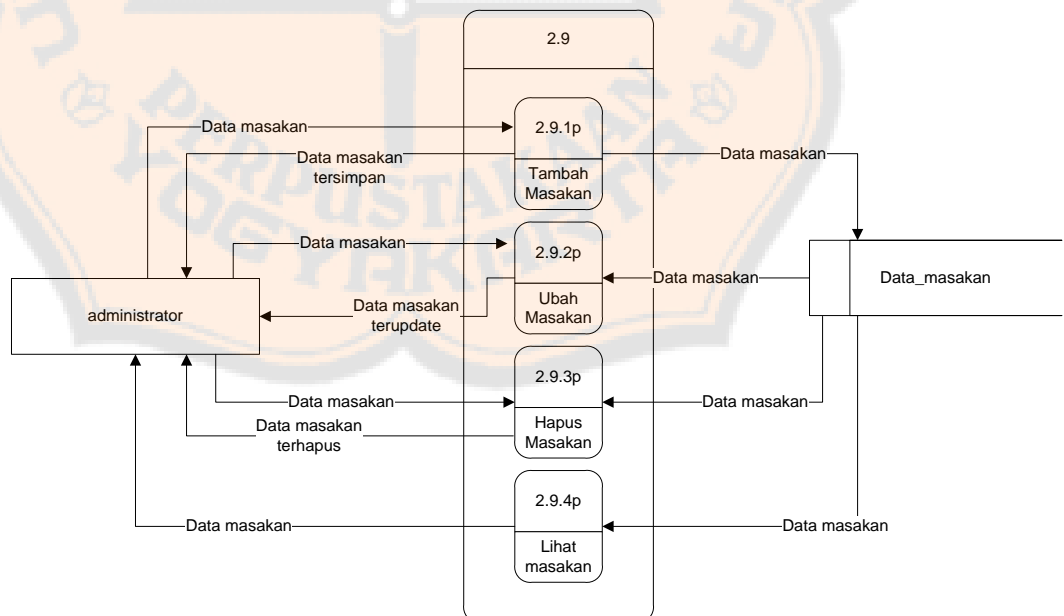 2.9
2.9.1p
Tambah
Masakan
Data masakan
Data masakan
tersimpan
Data masakan
2.9.2p
Ubah
Masakan
Data masakan
Data masakan
terupdate
Data masakan
administrator
Data_masakan
2.9.3p
Hapus
Masakan
Data masakan
Data masakan
terhapus
Data masakan
2.9.4p
Lihat
masakan
Data masakan
Data masakan
PERPUSTAKAAN
YOGYAKARTA